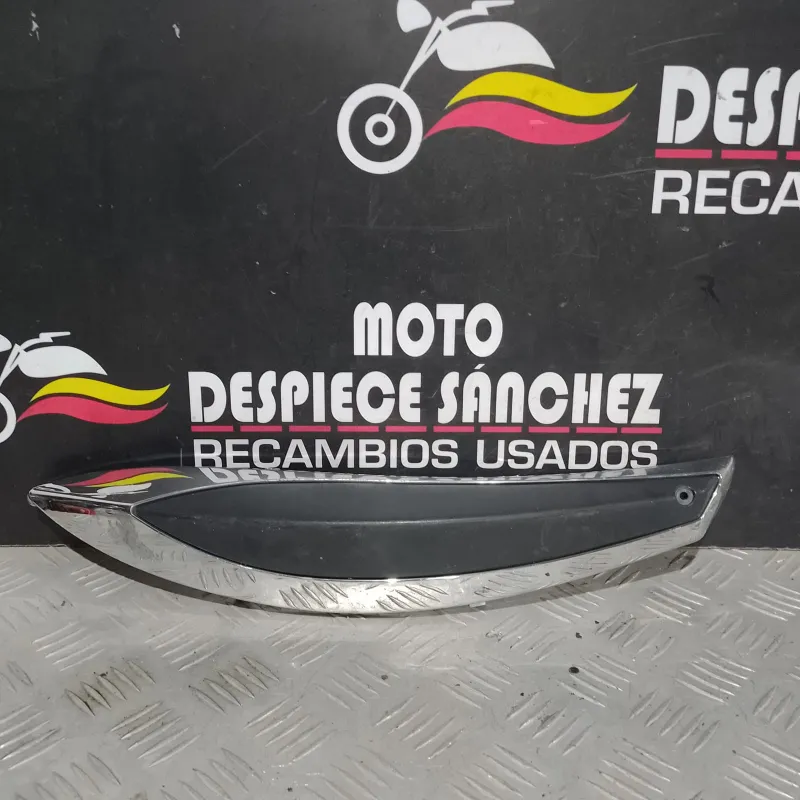 DESP
RECA
MOTO
DESPIECE SÁNCHEZ
RECAMBIOS USADOS